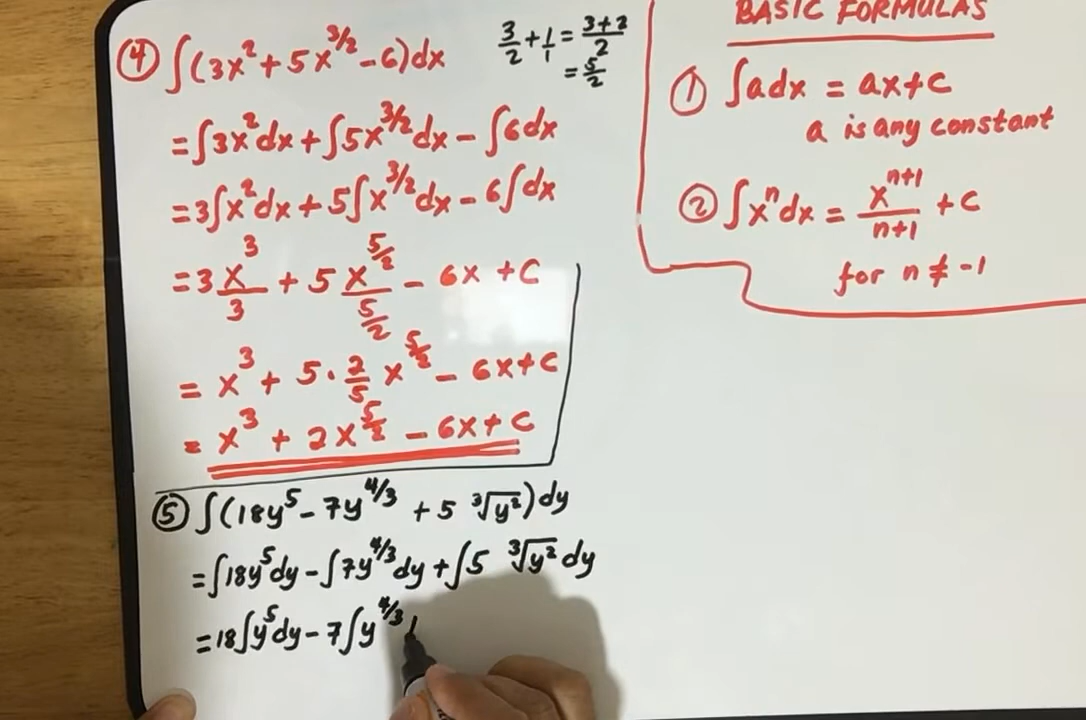 ④ ∫(3x² + 5x^{3/2} - 6)dx
3/2 + 1/1 = (3+2)/2
= 5/2
= ∫3x²dx + ∫5x^{3/2}dx - ∫6dx
= 3∫x²dx + 5∫x^{3/2}dx - 6∫dx
= 3 x³/3 + 5 x^{5/2}/(5/2) - 6x + C
= x³ + 5 · 2/5 x^{5/2} - 6x + C
= x³ + 2x^{5/2} - 6x + C
⑤ ∫(18y⁵ - 7y^{4/3} + 5 ∛y²)dy
= ∫18y⁵dy - ∫7y^{4/3}dy + ∫5 ∛y² dy
= 18∫y⁵dy - 7∫y^{4/3}
BASIC FORMULAS
① ∫adx = ax + C
a is any constant
② ∫xⁿdx = x^{n+1}/(n+1) + C
for n ≠ -1